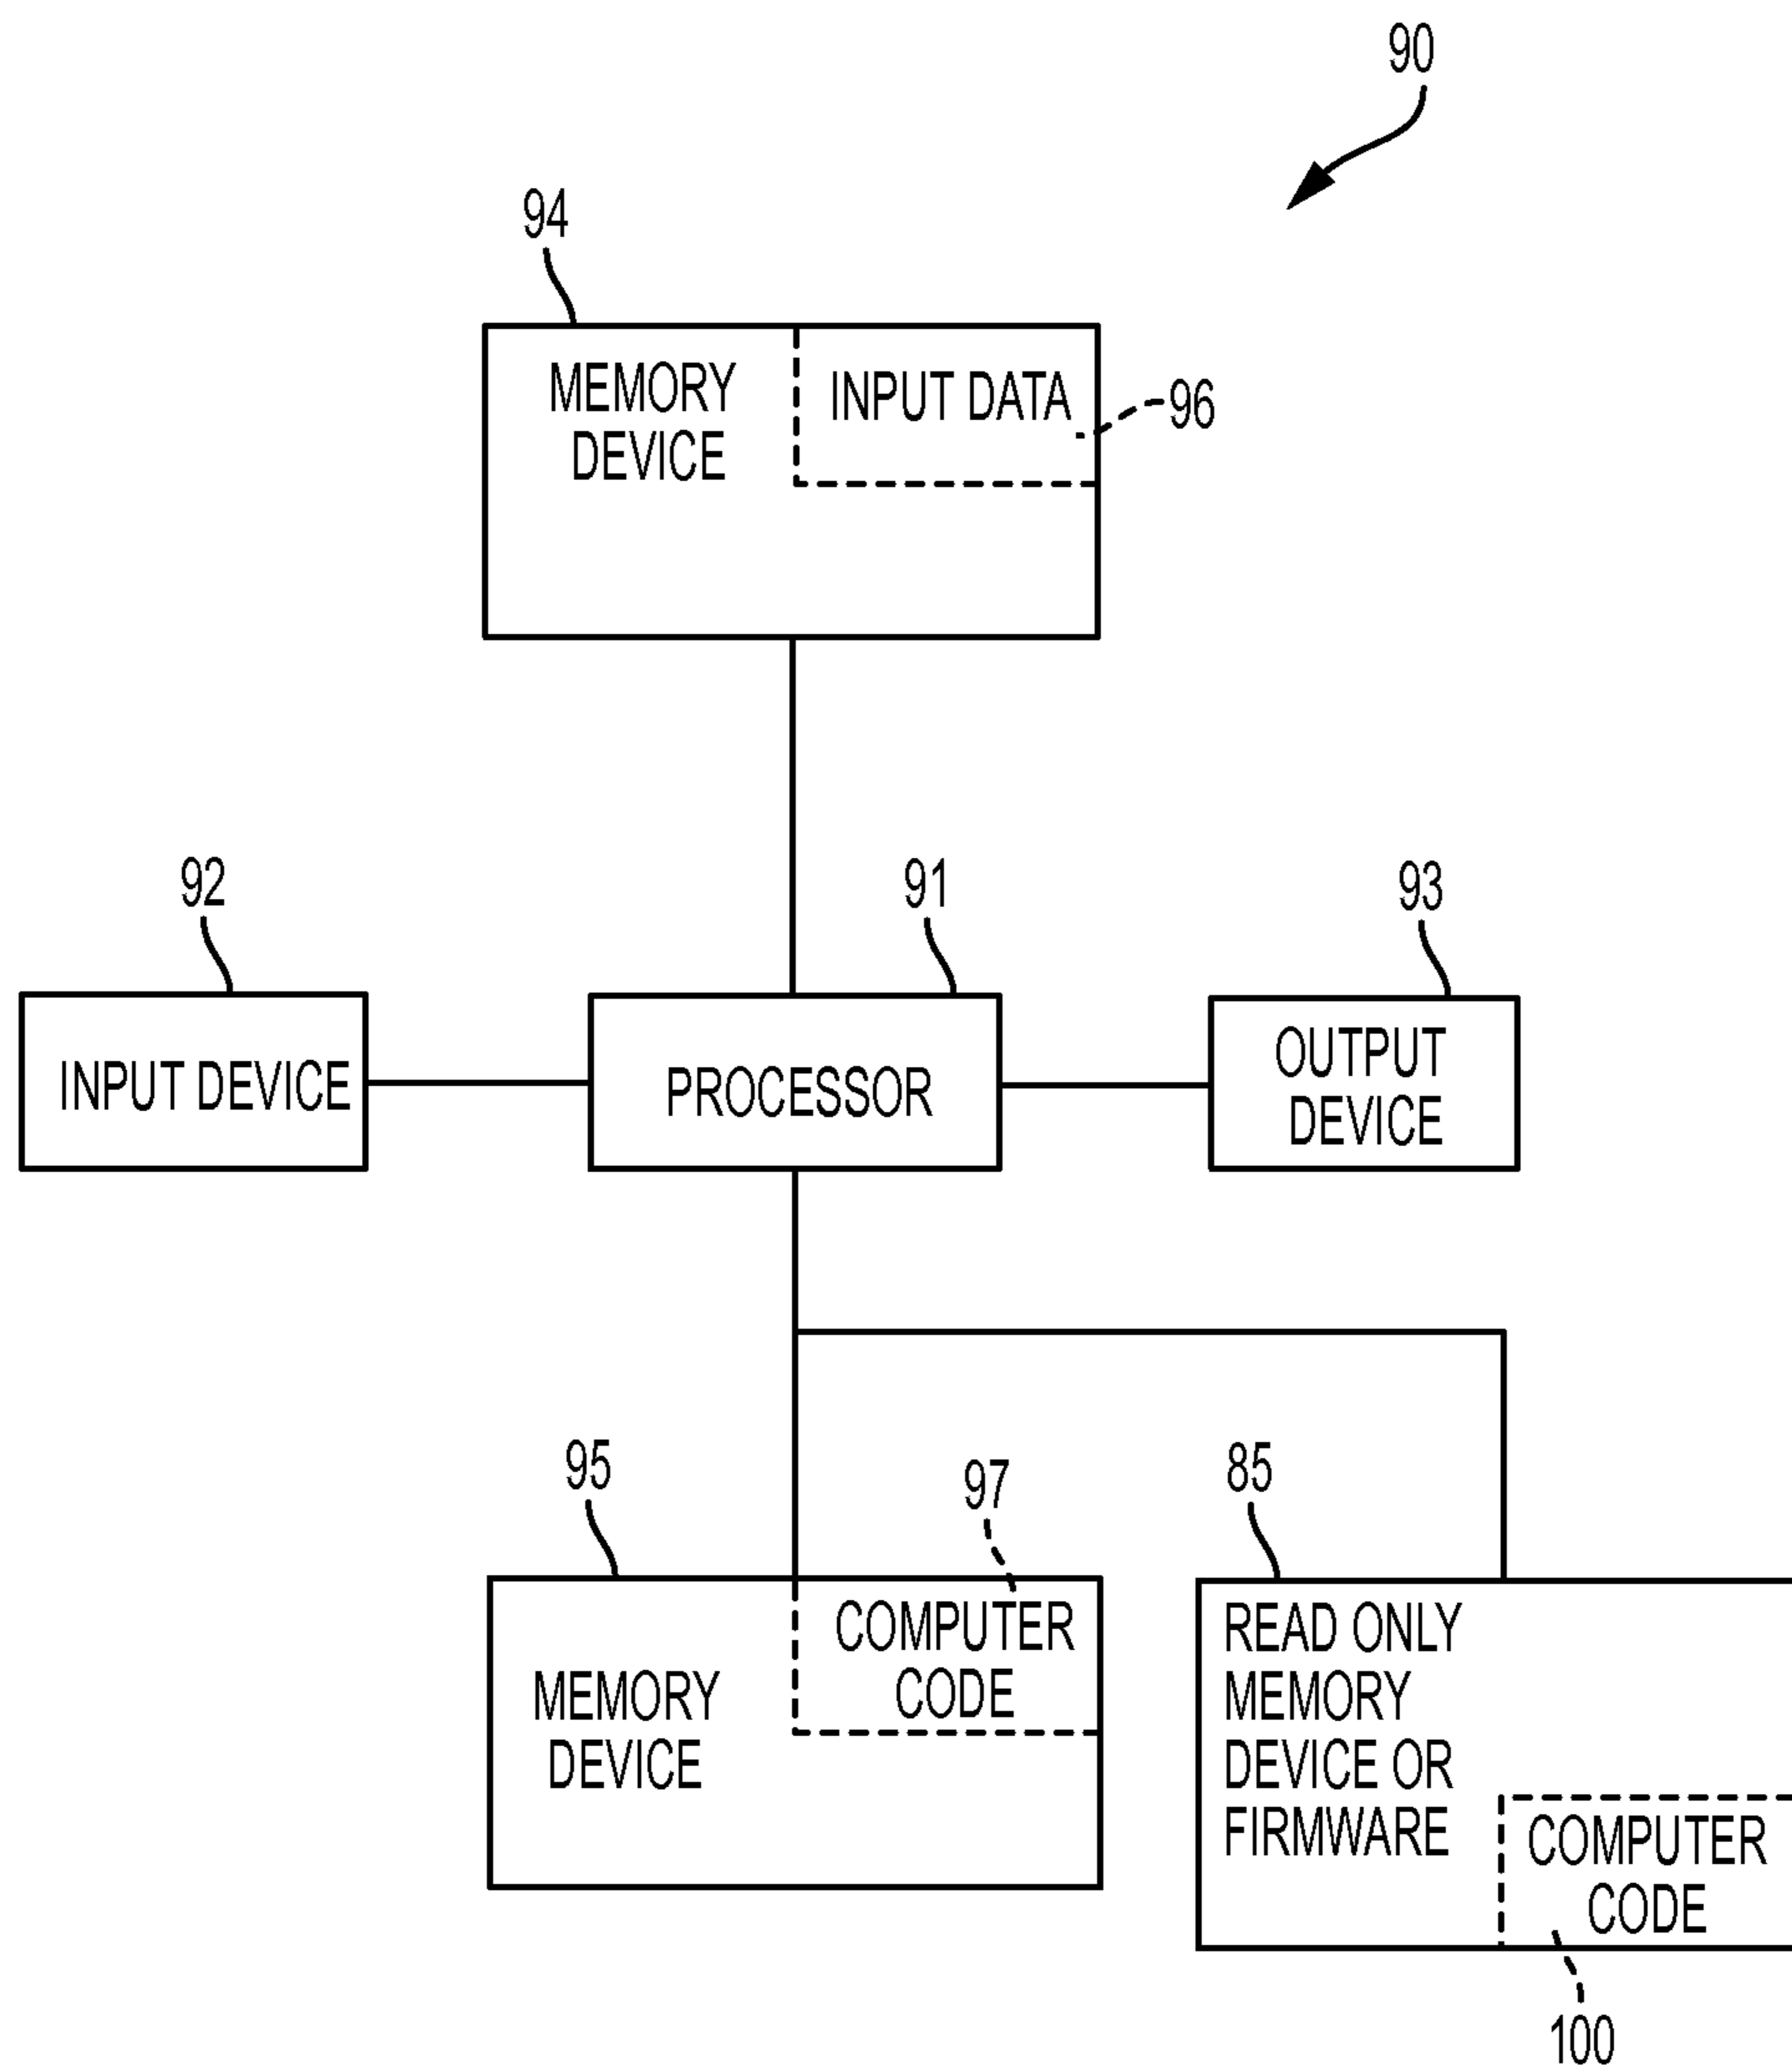 90
94
MEMORY
DEVICE
INPUT DATA
96
92
91
93
INPUT DEVICE
PROCESSOR
OUTPUT
DEVICE
95
97
85
MEMORY
DEVICE
COMPUTER
CODE
READ ONLY
MEMORY
DEVICE OR
FIRMWARE
COMPUTER
CODE
100